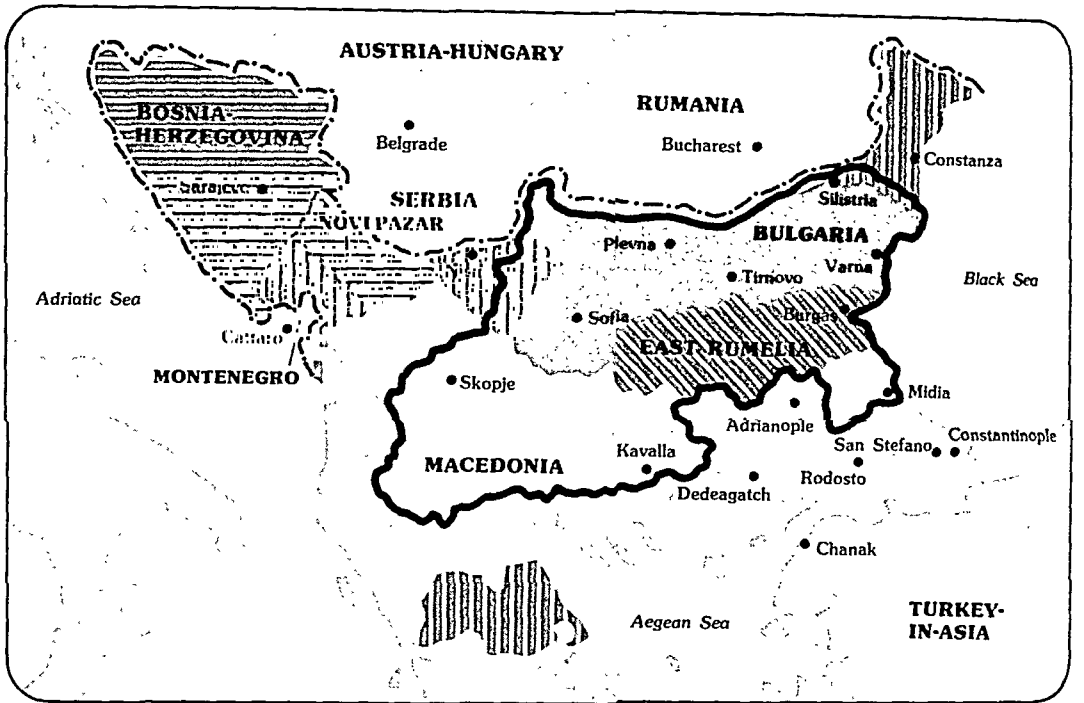 AUSTRIA-HUNGARY
RUMANIA
BOSNIA-
HERZEGOVINA
Belgrade
Bucharest
Constanza
Sarajevo
SERBIA
Silistria
NOVI PAZAR
Plevna
BULGARIA
Varna
Tirnovo
Black Sea
Adriatic Sea
Sofia
Burgas
Cattaro
EAST-RUMELIA
MONTENEGRO
Skopje
Midia
Adrianople
San Stefano
Constantinople
Kavalla
MACEDONIA
Rodosto
Dedeagatch
Chanak
Aegean Sea
TURKEY-
IN-ASIA